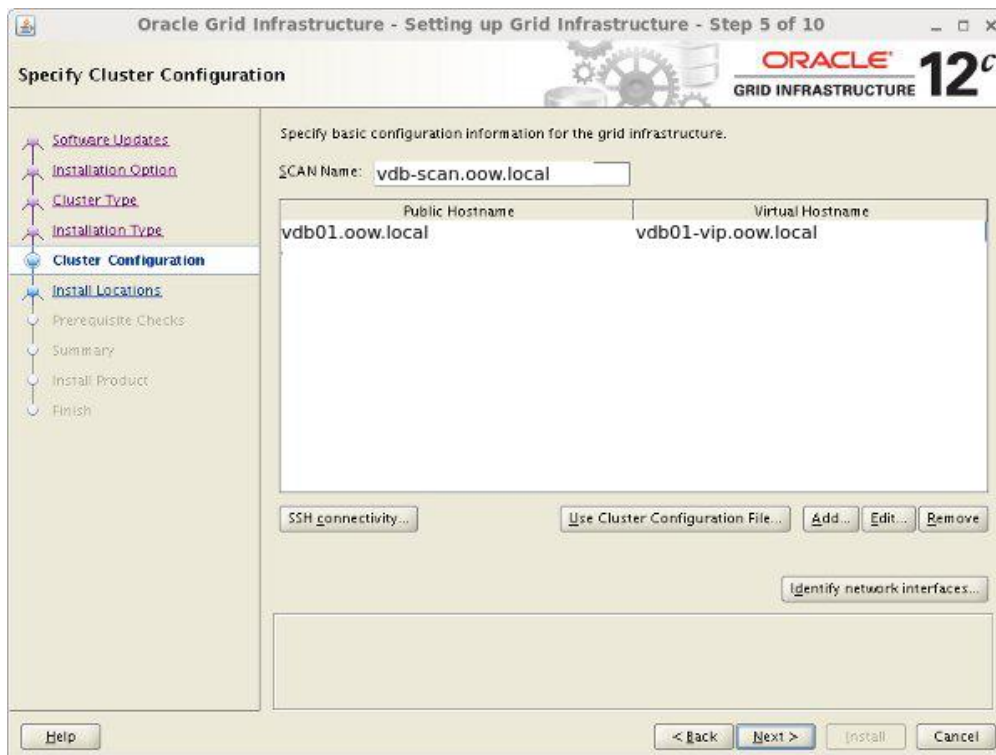 Oracle Grid Infrastructure - Setting up Grid Infrastructure - Step 5 of 10
Specify Cluster Configuration
ORACLE
GRID INFRASTRUCTURE
12c
Software Updates
Installation Option
Cluster Type
Installation Type
Cluster Configuration
Install Locations
Prerequisite Checks
Summary
Install Product
Finish
Specify basic configuration information for the grid infrastructure.
SCAN Name: vdb-scan.oow.local
Public Hostname Virtual Hostname
vdb01.oow.local vdb01-vip.oow.local
SSH connectivity... Use Cluster Configuration File... Add... Edit... Remove
Identify network interfaces...
Help < Back Next > Install Cancel